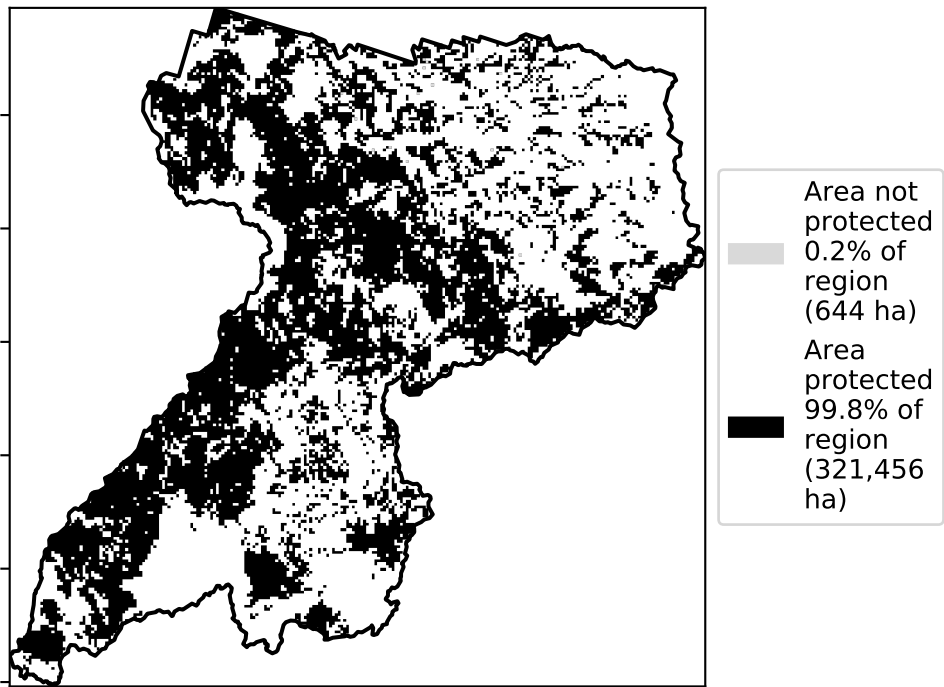 Area not
protected
0.2% of
region
(644 ha)
Area
protected
99.8% of
region
(321,456
ha)